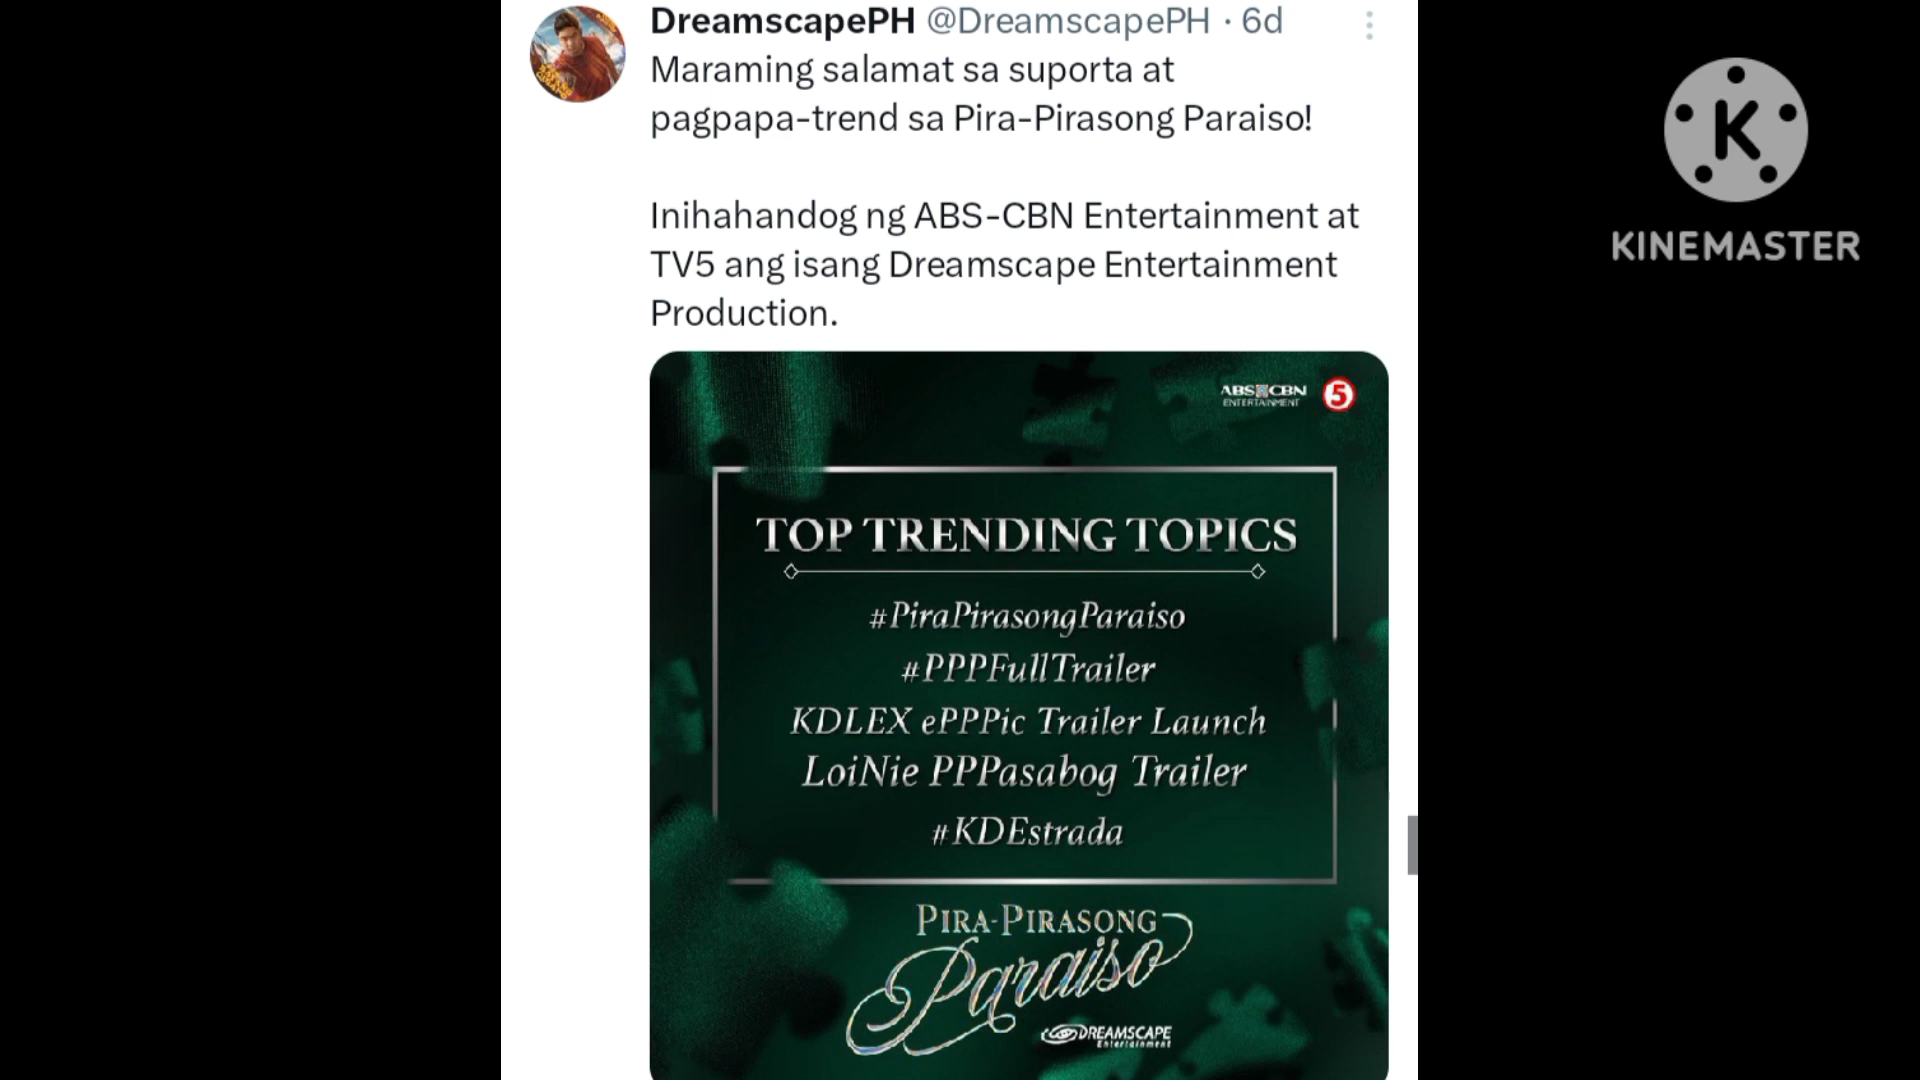 DreamscapePH @DreamscapePH · 6d
Maraming salamat sa suporta at
pagpapa-trend sa Pira-Pirasong Paraiso!
Inihahandog ng ABS-CBN Entertainment at
TV5 ang isang Dreamscape Entertainment
Production.
ABS-CBN
ENTERTAINMENT
5
TOP TRENDING TOPICS
#PiraPirasongParaiso
#PPPFullTrailer
KDLEX ePPPic Trailer Launch
LoiNie PPPasabog Trailer
#KDEstrada
PIRA-PIRASONG
Paraiso
DREAMSCAPE
Entertainment
K
KINEMASTER